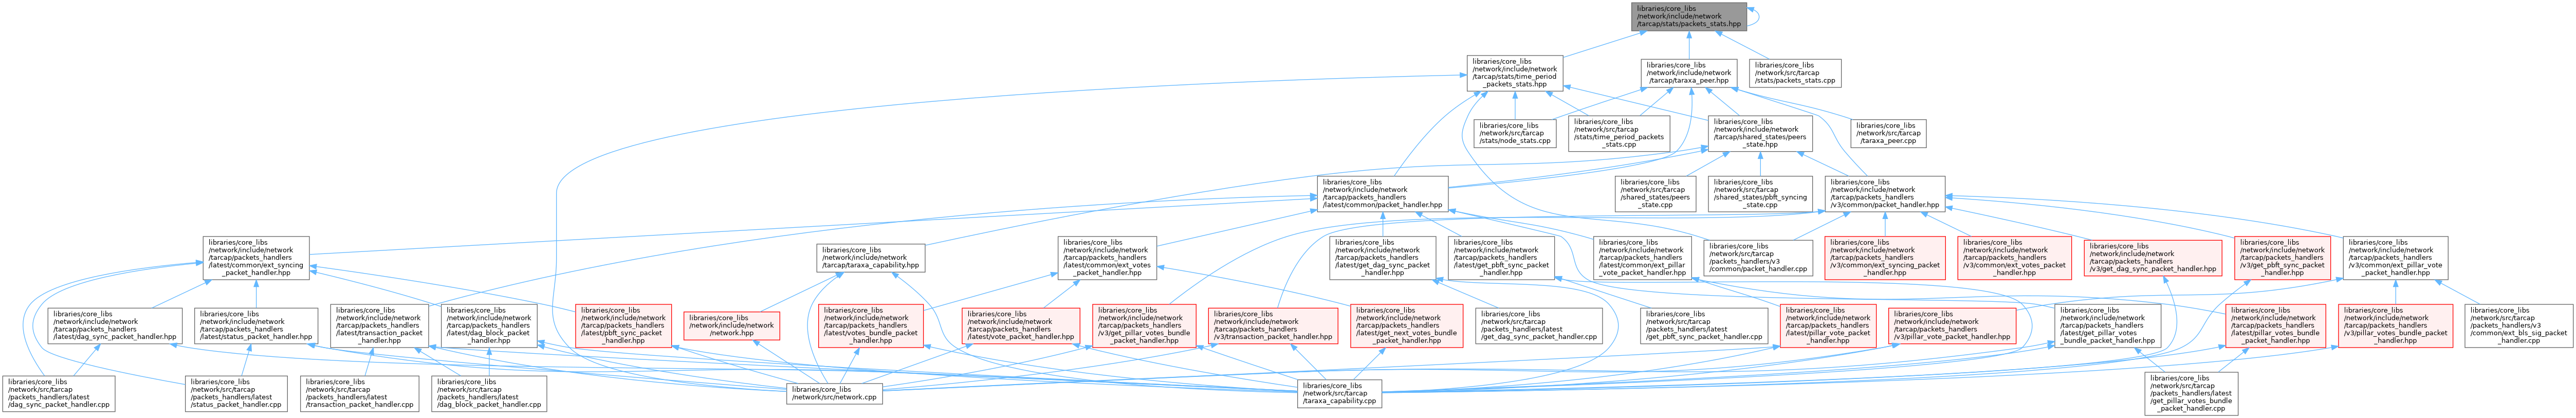 libraries/core_libs
/network/include/network
/tarcap/stats/packets_stats.hpp
libraries/core_libs
/network/include/network
/tarcap/stats/time_period
_packets_stats.hpp
libraries/core_libs
/network/include/network
/tarcap/taraxa_peer.hpp
libraries/core_libs
/network/src/tarcap
/stats/packets_stats.cpp
libraries/core_libs
/network/src/tarcap
/stats/node_stats.cpp
libraries/core_libs
/network/src/tarcap
/stats/time_period_packets
_stats.cpp
libraries/core_libs
/network/include/network
/tarcap/shared_states/peers
_state.hpp
libraries/core_libs
/network/src/tarcap
/taraxa_peer.cpp
libraries/core_libs
/network/include/network
/tarcap/packets_handlers
/latest/common/packet_handler.hpp
libraries/core_libs
/network/src/tarcap
/shared_states/peers
_state.cpp
libraries/core_libs
/network/src/tarcap
/shared_states/pbft_syncing
_state.cpp
libraries/core_libs
/network/include/network
/tarcap/packets_handlers
/v3/common/packet_handler.hpp
libraries/core_libs
/network/include/network
/tarcap/packets_handlers
/latest/common/ext_syncing
_packet_handler.hpp
libraries/core_libs
/network/include/network
/tarcap/taraxa_capability.hpp
libraries/core_libs
/network/include/network
/tarcap/packets_handlers
/latest/common/ext_votes
_packet_handler.hpp
libraries/core_libs
/network/include/network
/tarcap/packets_handlers
/latest/get_dag_sync_packet
_handler.hpp
libraries/core_libs
/network/include/network
/tarcap/packets_handlers
/latest/get_pbft_sync_packet
_handler.hpp
libraries/core_libs
/network/include/network
/tarcap/packets_handlers
/latest/common/ext_pillar
_vote_packet_handler.hpp
libraries/core_libs
/network/src/tarcap
/packets_handlers/v3
/common/packet_handler.cpp
libraries/core_libs
/network/include/network
/tarcap/packets_handlers
/v3/common/ext_syncing_packet
_handler.hpp
libraries/core_libs
/network/include/network
/tarcap/packets_handlers
/v3/common/ext_votes_packet
_handler.hpp
libraries/core_libs
/network/include/network
/tarcap/packets_handlers
/v3/get_dag_sync_packet_handler.hpp
libraries/core_libs
/network/include/network
/tarcap/packets_handlers
/v3/get_pbft_sync_packet
_handler.hpp
libraries/core_libs
/network/include/network
/tarcap/packets_handlers
/v3/common/ext_pillar_vote
_packet_handler.hpp
libraries/core_libs
/network/include/network
/tarcap/packets_handlers
/latest/dag_sync_packet_handler.hpp
libraries/core_libs
/network/include/network
/tarcap/packets_handlers
/latest/status_packet_handler.hpp
libraries/core_libs
/network/include/network
/tarcap/packets_handlers
/latest/transaction_packet
_handler.hpp
libraries/core_libs
/network/include/network
/tarcap/packets_handlers
/latest/dag_block_packet
_handler.hpp
libraries/core_libs
/network/include/network
/tarcap/packets_handlers
/latest/pbft_sync_packet
_handler.hpp
libraries/core_libs
/network/include/network
/network.hpp
libraries/core_libs
/network/include/network
/tarcap/packets_handlers
/latest/votes_bundle_packet
_handler.hpp
libraries/core_libs
/network/include/network
/tarcap/packets_handlers
/latest/vote_packet_handler.hpp
libraries/core_libs
/network/include/network
/tarcap/packets_handlers
/v3/get_pillar_votes_bundle
_packet_handler.hpp
libraries/core_libs
/network/include/network
/tarcap/packets_handlers
/v3/transaction_packet_handler.hpp
libraries/core_libs
/network/include/network
/tarcap/packets_handlers
/latest/get_next_votes_bundle
_packet_handler.hpp
libraries/core_libs
/network/src/tarcap
/packets_handlers/latest
/get_dag_sync_packet_handler.cpp
libraries/core_libs
/network/src/tarcap
/packets_handlers/latest
/get_pbft_sync_packet_handler.cpp
libraries/core_libs
/network/include/network
/tarcap/packets_handlers
/latest/pillar_vote_packet
_handler.hpp
libraries/core_libs
/network/include/network
/tarcap/packets_handlers
/v3/pillar_vote_packet_handler.hpp
libraries/core_libs
/network/include/network
/tarcap/packets_handlers
/latest/get_pillar_votes
_bundle_packet_handler.hpp
libraries/core_libs
/network/include/network
/tarcap/packets_handlers
/latest/pillar_votes_bundle
_packet_handler.hpp
libraries/core_libs
/network/include/network
/tarcap/packets_handlers
/v3/pillar_votes_bundle_packet
_handler.hpp
libraries/core_libs
/network/src/tarcap
/packets_handlers/v3
/common/ext_bls_sig_packet
_handler.cpp
libraries/core_libs
/network/src/tarcap
/packets_handlers/latest
/dag_sync_packet_handler.cpp
libraries/core_libs
/network/src/tarcap
/packets_handlers/latest
/status_packet_handler.cpp
libraries/core_libs
/network/src/tarcap
/packets_handlers/latest
/transaction_packet_handler.cpp
libraries/core_libs
/network/src/tarcap
/packets_handlers/latest
/dag_block_packet_handler.cpp
libraries/core_libs
/network/src/network.cpp
libraries/core_libs
/network/src/tarcap
/taraxa_capability.cpp
libraries/core_libs
/network/src/tarcap
/packets_handlers/latest
/get_pillar_votes_bundle
_packet_handler.cpp